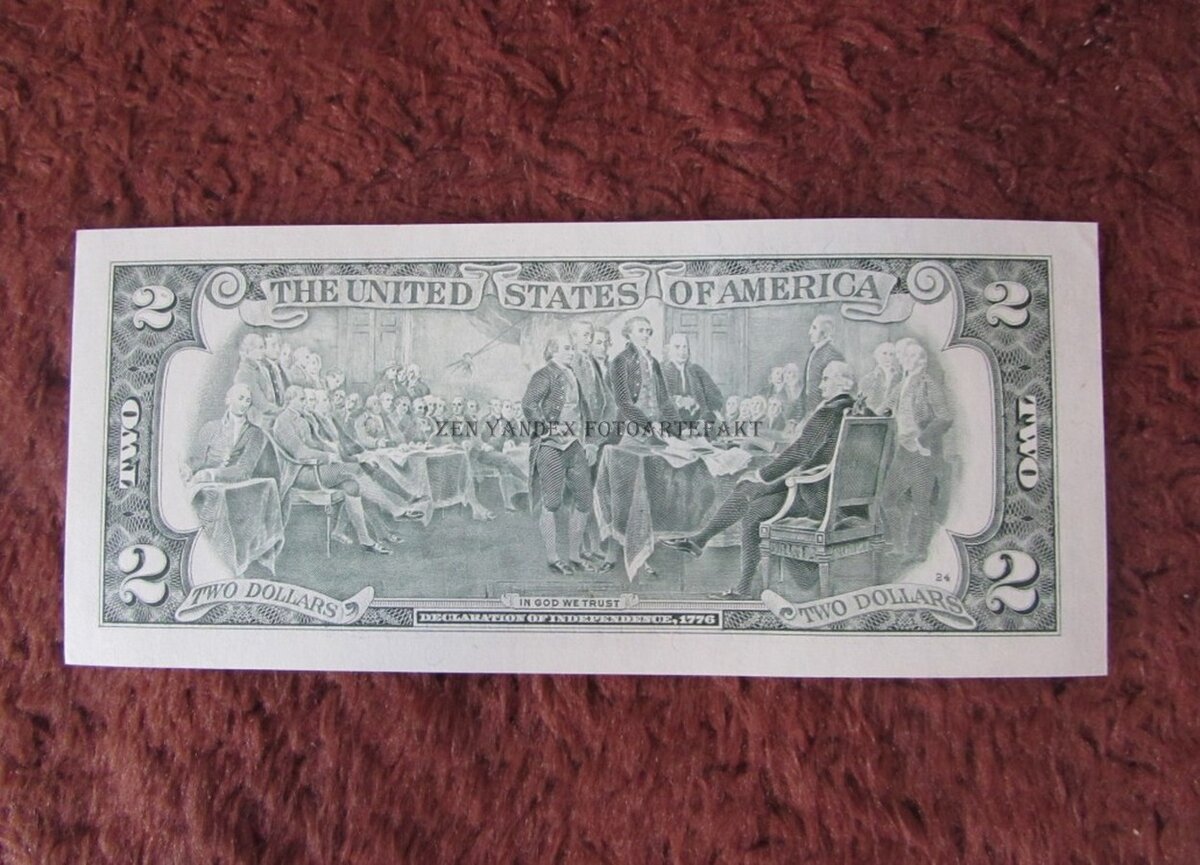 THE UNITED STATES OF AMERICA
2
2
TWO
TWO
ZEN YANDEX FOTOARTEFAKT
2
2
24
TWO DOLLARS
IN GOD WE TRUST
TWO DOLLARS
DECLARATION OF INDEPENDENCE, 1776